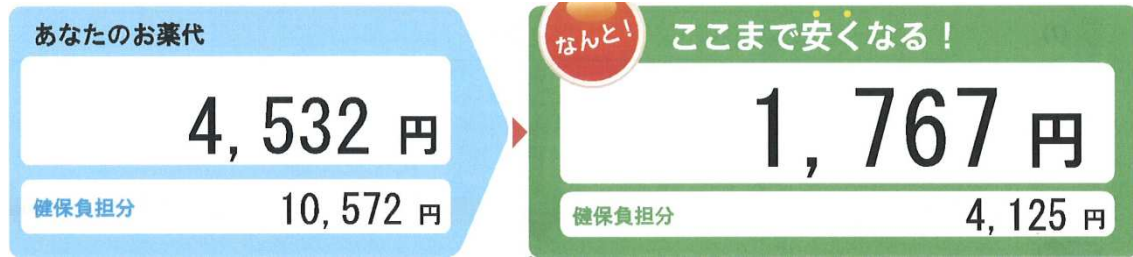 あなたのお薬代
4,532 円
健保負担分 10,572 円
なんと! ここまで安くなる!
1,767 円
健保負担分 4,125 円